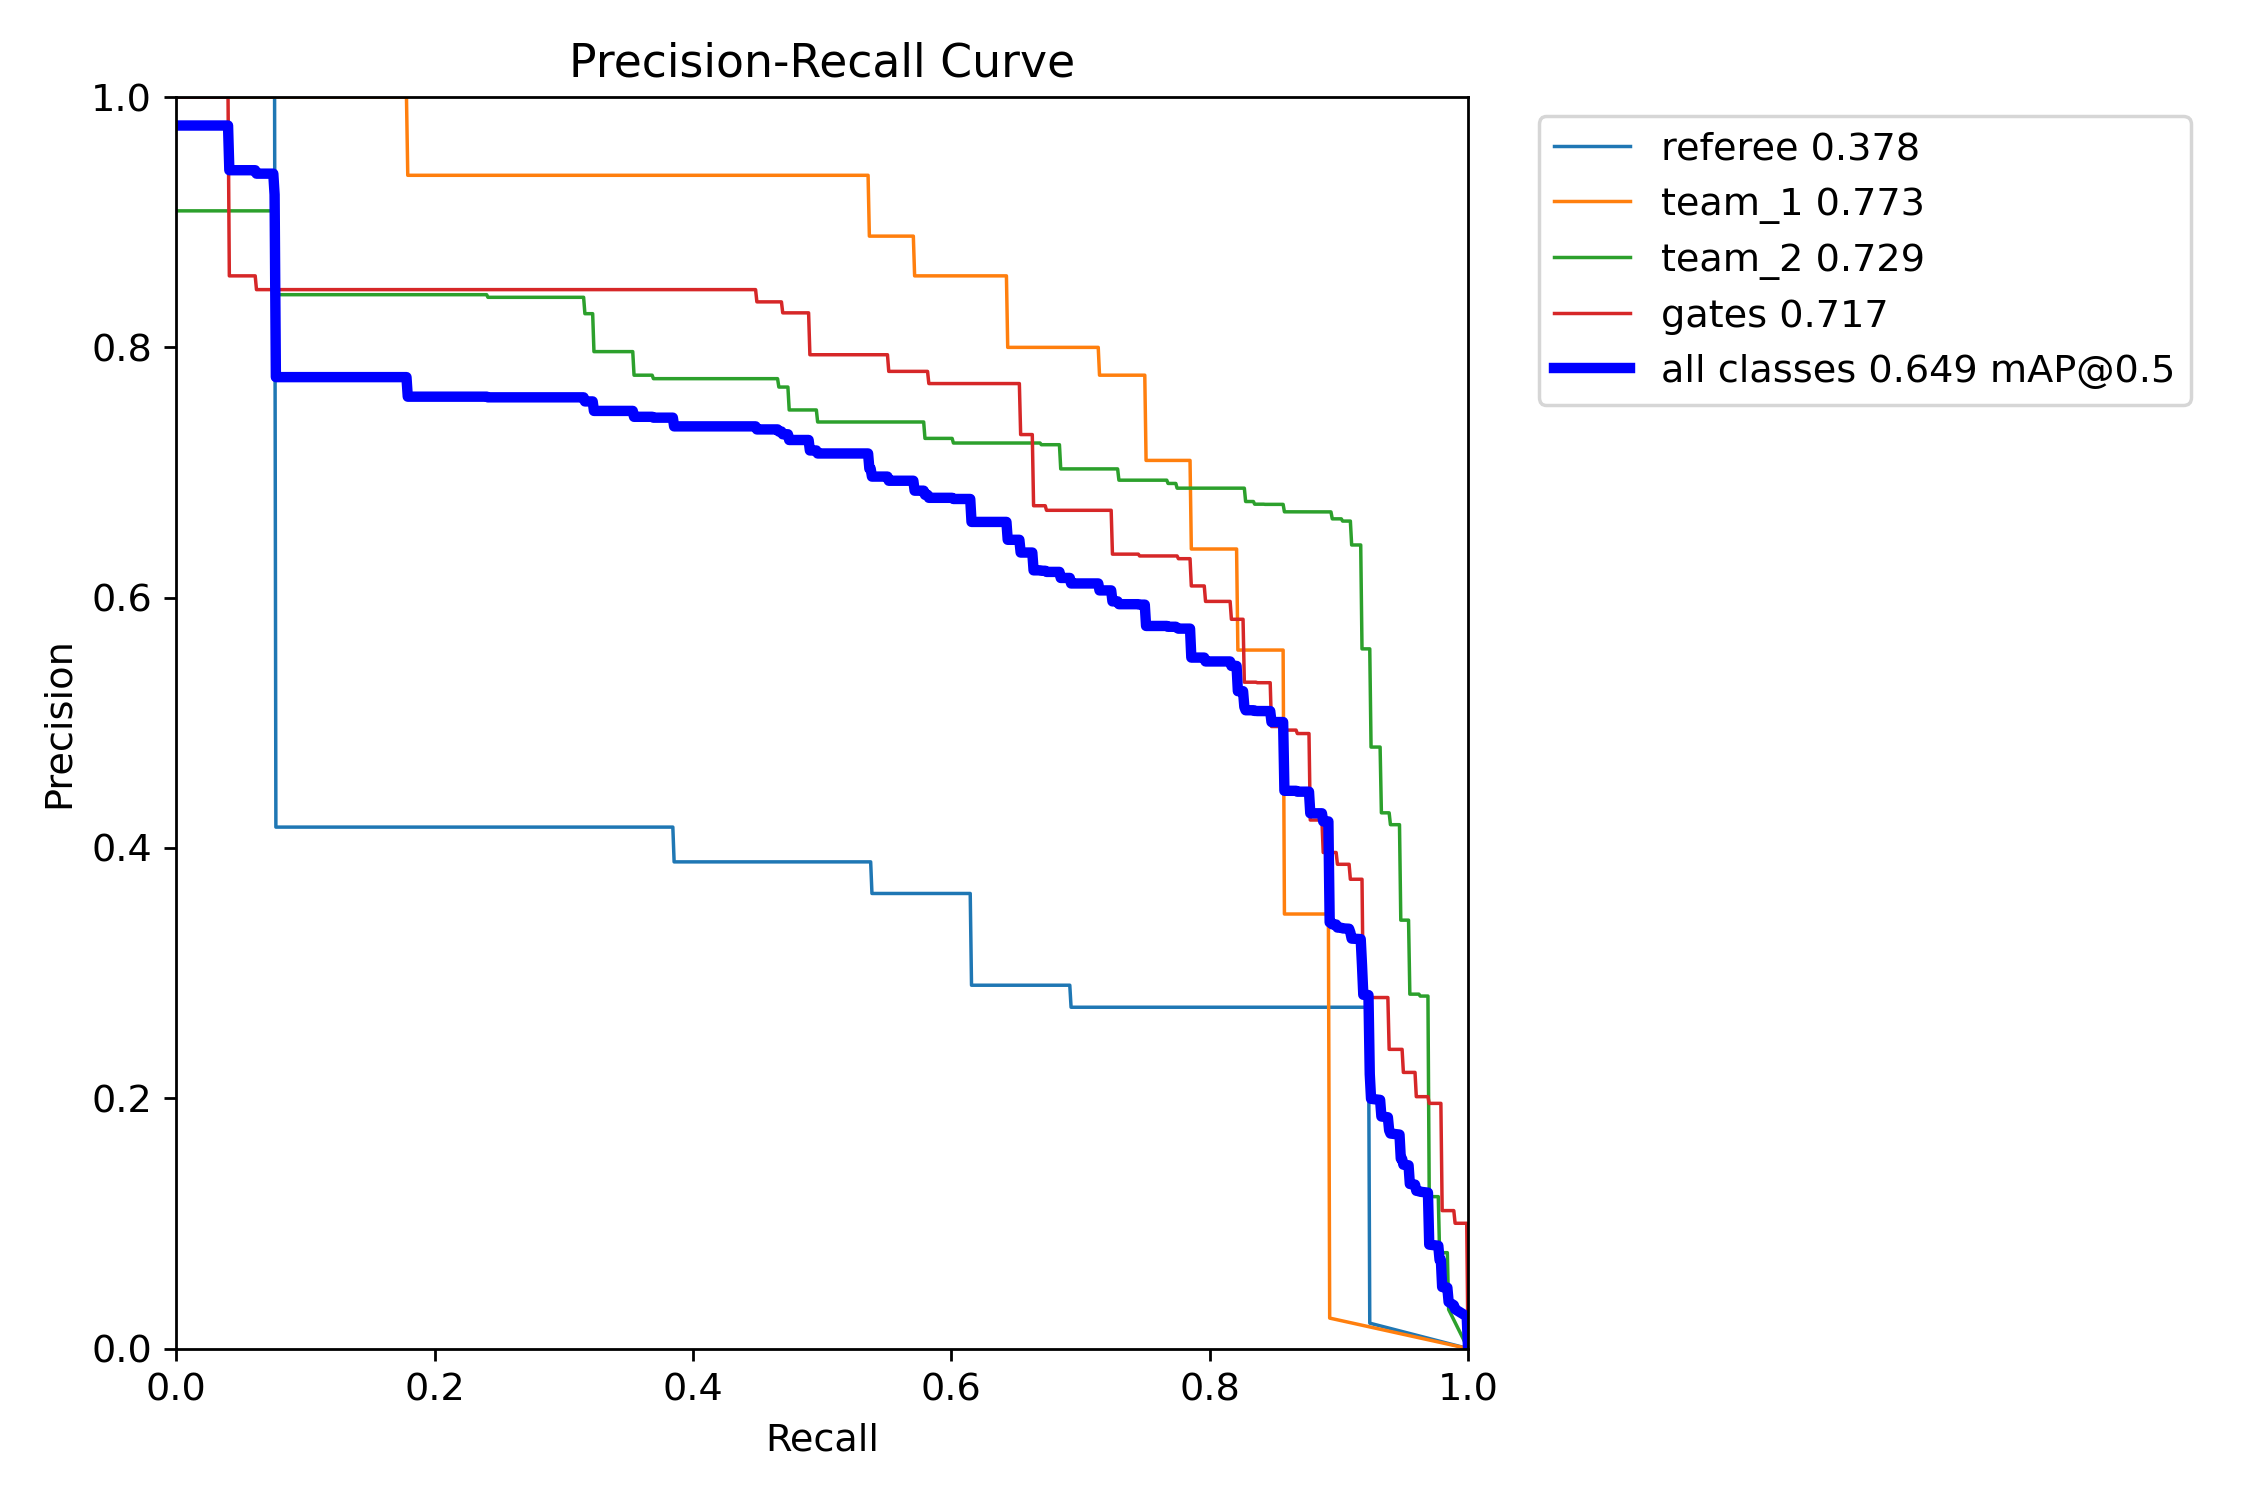 Precision-Recall Curve
1.0
0.8
0.6
0.4
0.2
0.0
Precision
0.0 0.2 0.4 0.6 0.8 1.0
Recall
referee 0.378
team_1 0.773
team_2 0.729
gates 0.717
all classes 0.649 mAP@0.5